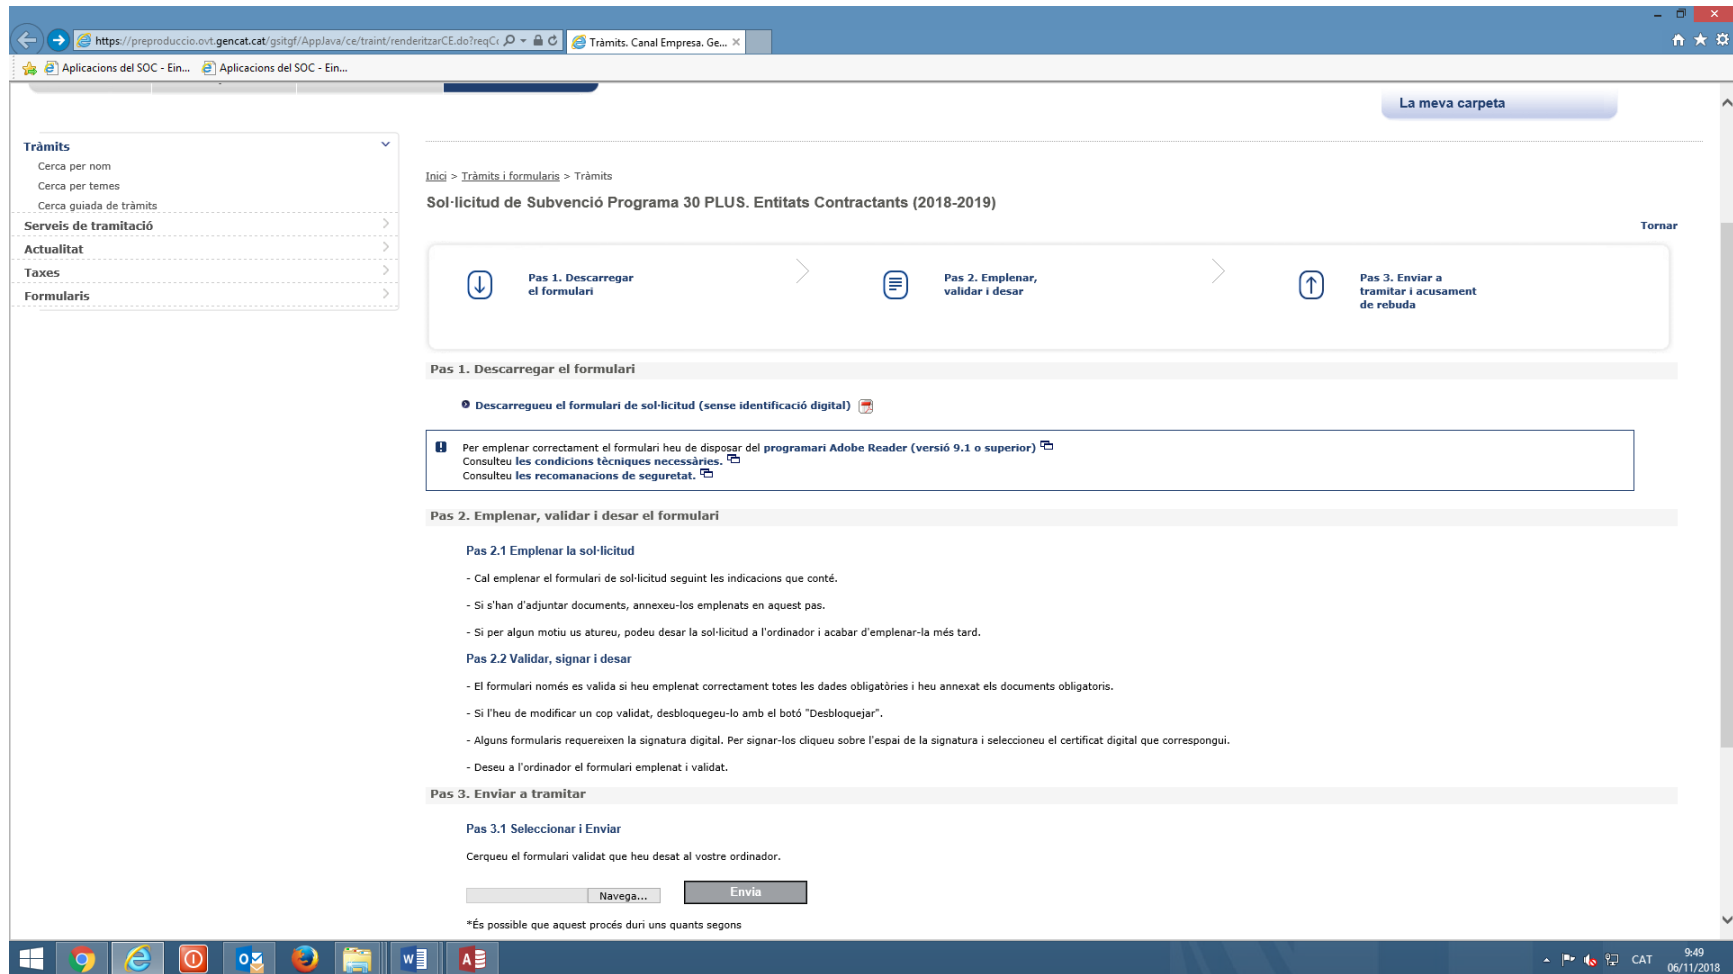 https://preproduccio.ovt.gencat.cat/gsitgf/AppJava/ce/traint/renderitzarCE.do?reqCo
Tràmits. Canal Empresa. Ge...
Aplicacions del SOC - Ein...
Aplicacions del SOC - Ein...
La meva carpeta
Tràmits
Cerca per nom
Cerca per temes
Cerca guiada de tràmits
Serveis de tramitació
Actualitat
Taxes
Formularis
Inici > Tràmits i formularis > Tràmits
Sol·licitud de Subvenció Programa 30 PLUS. Entitats Contractants (2018-2019)
Tornar
Pas 1. Descarregar
el formulari
Pas 2. Emplenar,
validar i desar
Pas 3. Enviar a
tramitar i acusament
de rebuda
Pas 1. Descarregar el formulari
Descarregueu el formulari de sol·licitud (sense identificació digital)
Per emplenar correctament el formulari heu de disposar del programari Adobe Reader (versió 9.1 o superior)
Consulteu les condicions tècniques necessàries.
Consulteu les recomanacions de seguretat.
Pas 2. Emplenar, validar i desar el formulari
Pas 2.1 Emplenar la sol·licitud
- Cal emplenar el formulari de sol·licitud seguint les indicacions que conté.
- Si s'han d'adjuntar documents, annexeu-los emplenats en aquest pas.
- Si per algun motiu us atureu, podeu desar la sol·licitud a l'ordinador i acabar d'emplenar-la més tard.
Pas 2.2 Validar, signar i desar
- El formulari només es valida si heu emplenat correctament totes les dades obligatòries i heu annexat els documents obligatoris.
- Si l'heu de modificar un cop validat, desbloquegeu-lo amb el botó "Desbloquejar".
- Alguns formularis requereixen la signatura digital. Per signar-los cliqueu sobre l'espai de la signatura i seleccioneu el certificat digital que correspongui.
- Deseu a l'ordinador el formulari emplenat i validat.
Pas 3. Enviar a tramitar
Pas 3.1 Seleccionar i Enviar
Cerqueu el formulari validat que heu desat al vostre ordinador.
Navega...
Envia
*És possible que aquest procés duri uns quants segons
CAT
9:49
06/11/2018